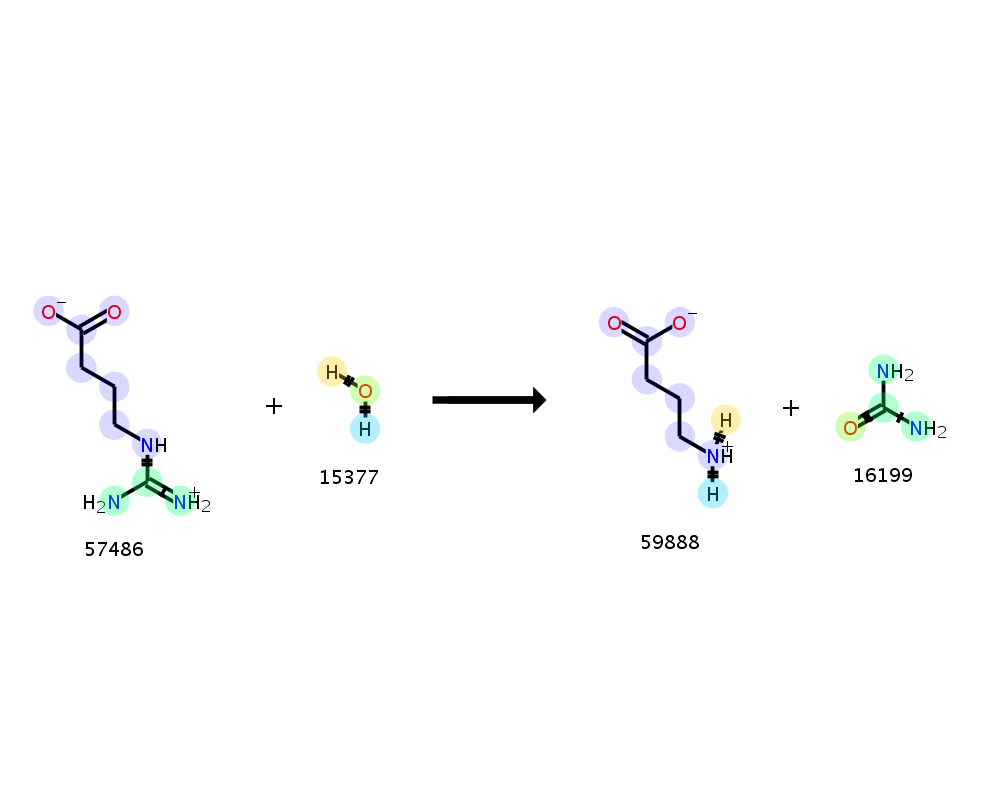 O⁻ O
NH
H₂N NH₂⁺
57486
+
H O
H
15377
O O⁻
H
NH⁺
H
59888
+
NH₂
O NH₂
16199